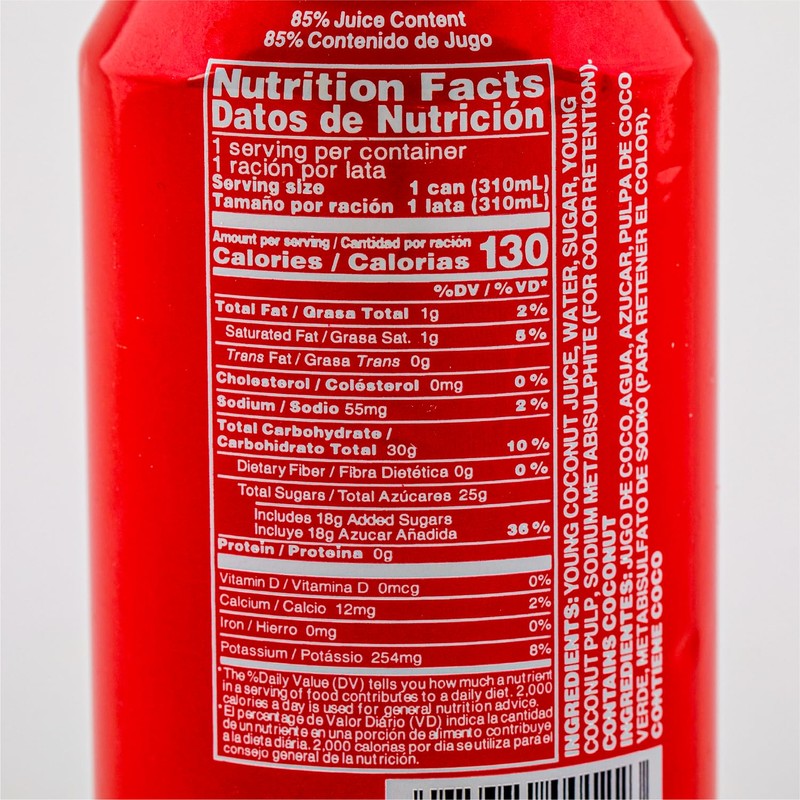 85% Juice Content
85% Contenido de Jugo
Nutrition Facts
Datos de Nutrición
1 serving per container
1 ración por lata
Serving size 1 can (310mL)
Tamaño por ración 1 lata (310mL)
Amount per serving / Cantidad por ración
Calories / Calorias 130
%DV / % VD*
Total Fat / Grasa Total 1g 2%
Saturated Fat / Grasa Sat. 1g 5%
Trans Fat / Grasa Trans 0g
Cholesterol / Colésterol 0mg 0%
Sodium / Sodio 55mg 2%
Total Carbohydrate /
Carbohidrato Total 30g 10%
Dietary Fiber / Fibra Dietética 0g 0%
Total Sugars / Total Azúcares 25g
Includes 18g Added Sugars
Incluye 18g Azucar Añadida 36%
Protein / Proteina 0g
Vitamin D / Vitamina D 0mcg 0%
Calcium / Calcio 12mg 2%
Iron / Hierro 0mg 0%
Potassium / Potássio 254mg 8%
*The %Daily Value (DV) tells you how much a nutrient
in a serving of food contributes to a daily diet. 2,000
calories a day is used for general nutrition advice.
*El percentage de Valor Diário (VD) indica la cantidad
de un nutriente en una porción de alimento contribuye
a la dieta diária. 2,000 calorias por dia se utiliza para el
consejo general de la nutrición.
INGREDIENTS: YOUNG COCONUT JUICE, WATER, SUGAR, YOUNG
COCONUT PULP, SODIUM METABISULPHITE (FOR COLOR RETENTION).
CONTAINS COCONUT
INGREDIENTES: JUGO DE COCO, AGUA, AZUCAR, PULPA DE COCO
VERDE, METABISULFATO DE SODIO (PARA RETENER EL COLOR).
CONTIENE COCO